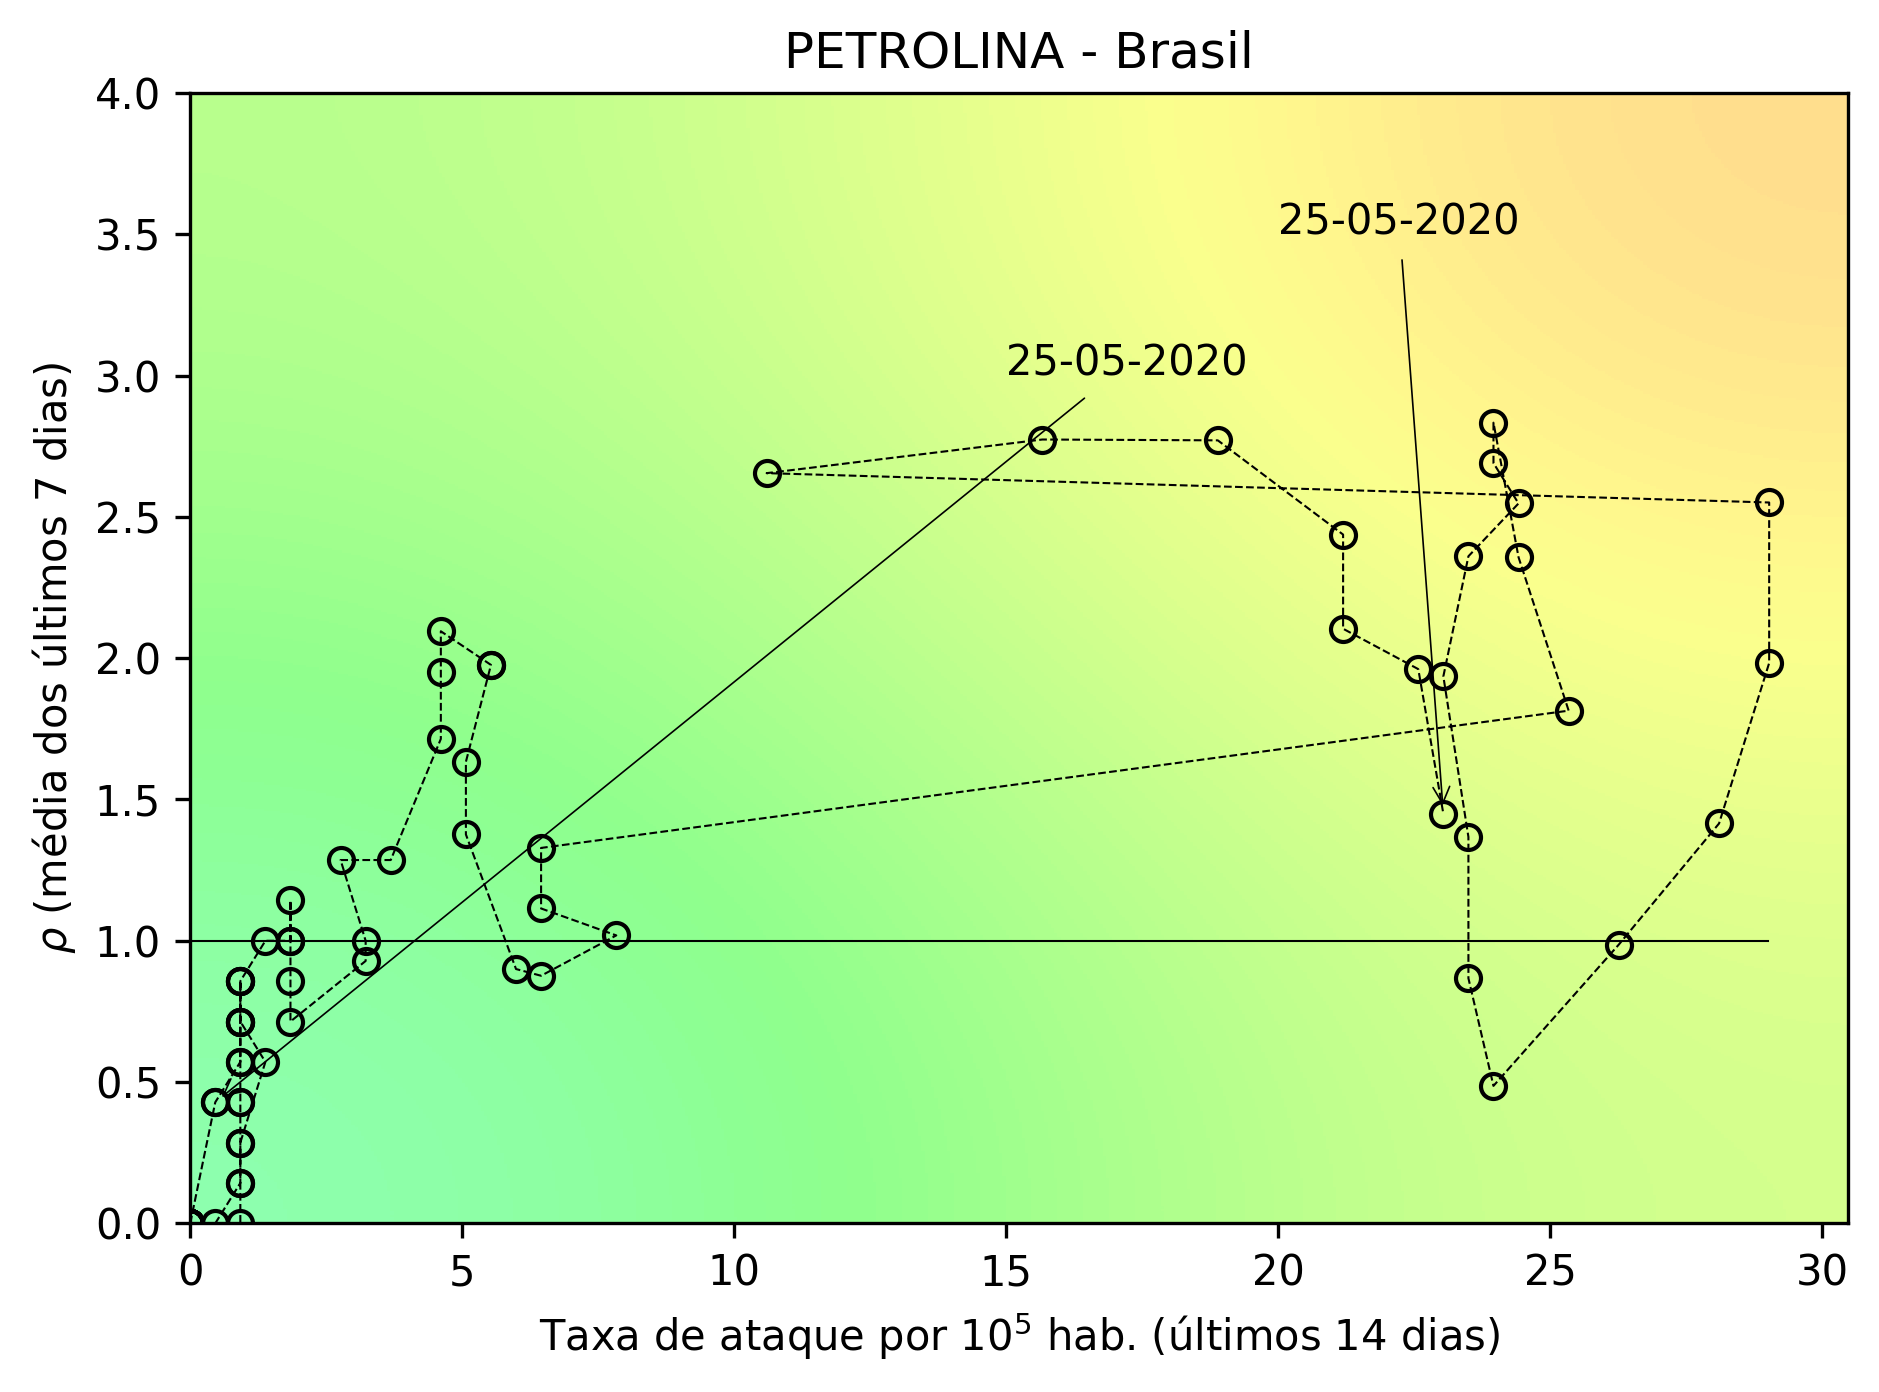 PETROLINA - Brasil
4.0
3.5
3.0
2.5
2.0
1.5
1.0
0.5
0.0
ρ (média dos últimos 7 dias)
25-05-2020
25-05-2020
0 5 10 15 20 25 30
Taxa de ataque por 10⁵ hab. (últimos 14 dias)